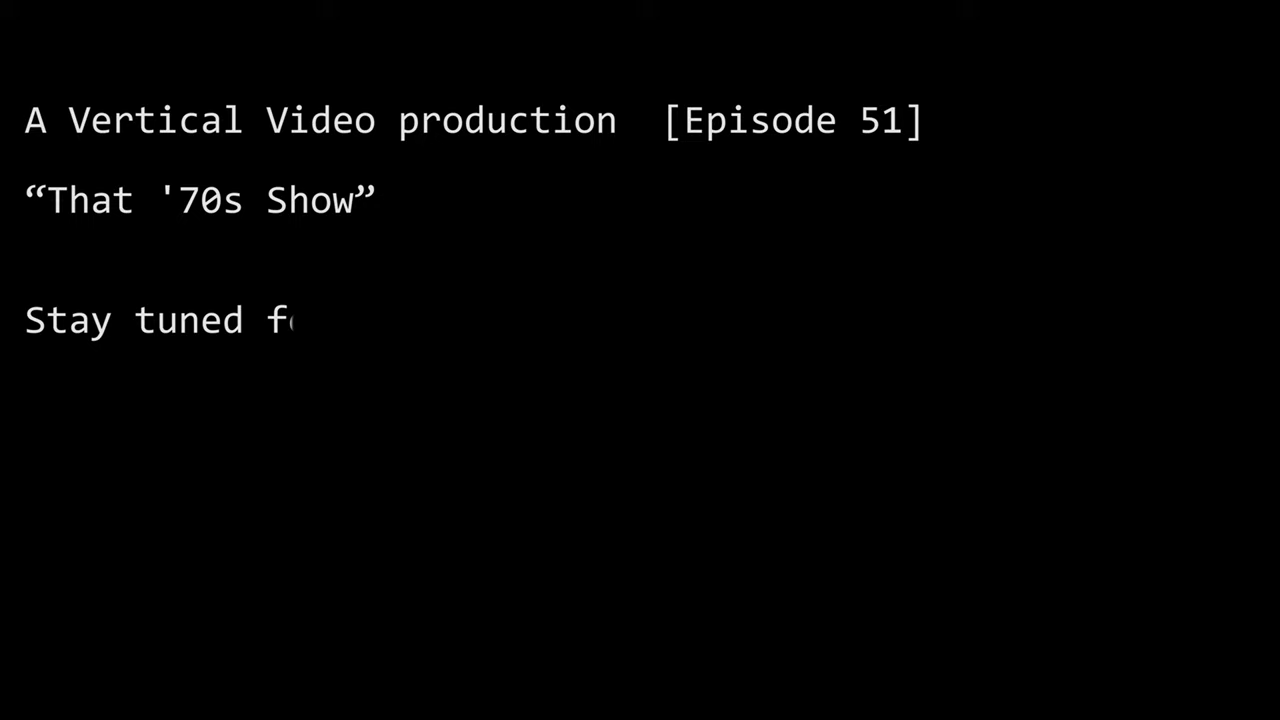 A Vertical Video production  [Episode 51]
“That '70s Show”
Stay tuned f